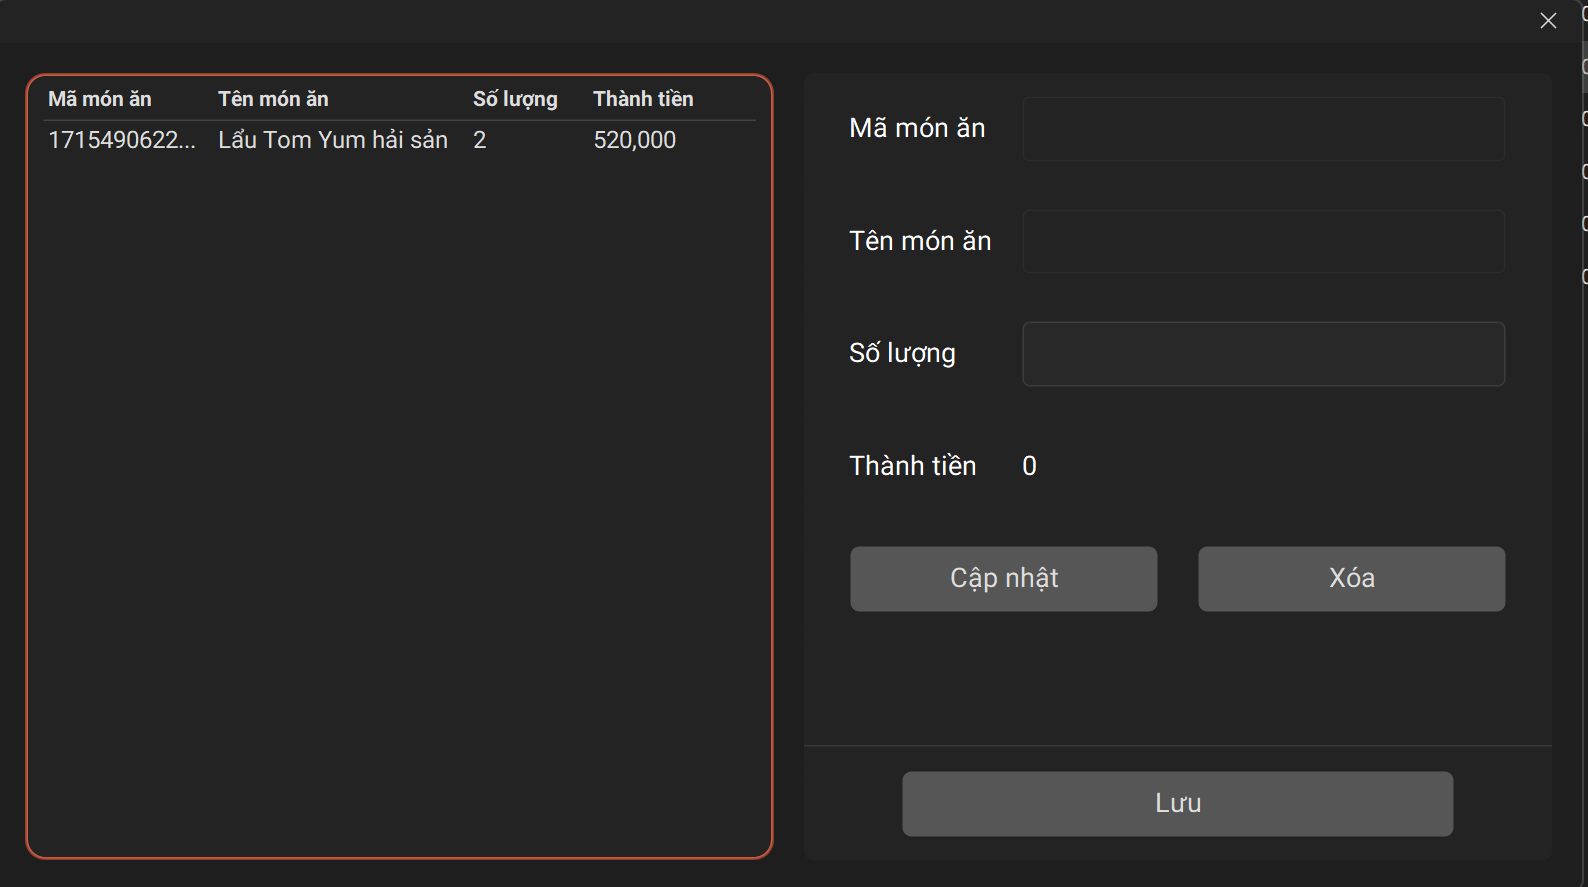 Mã món ăn Tên món ăn Số lượng Thành tiền
1715490622... Lẩu Tom Yum hải sản 2 520,000
Mã món ăn
Tên món ăn
Số lượng
Thành tiền 0
Cập nhật Xóa
Lưu